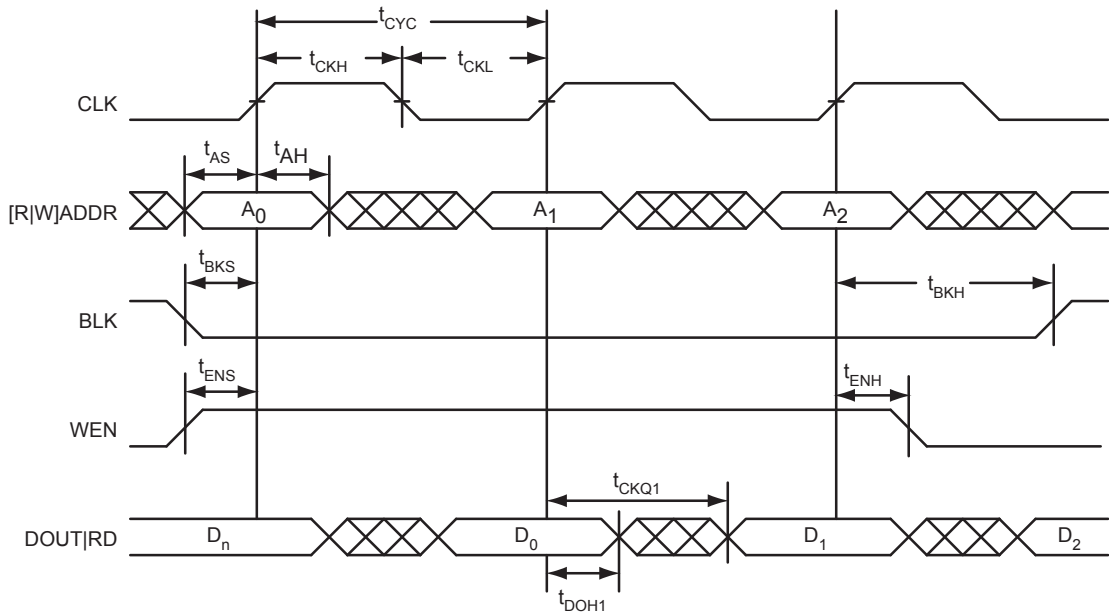 tCYC
tCKH tCKL
CLK
tAS tAH
[R|W]ADDR A0 A1 A2
tBKS tBKH
BLK
tENS tENH
WEN
tCKQ1
DOUT|RD Dn D0 D1 D2
tDOH1